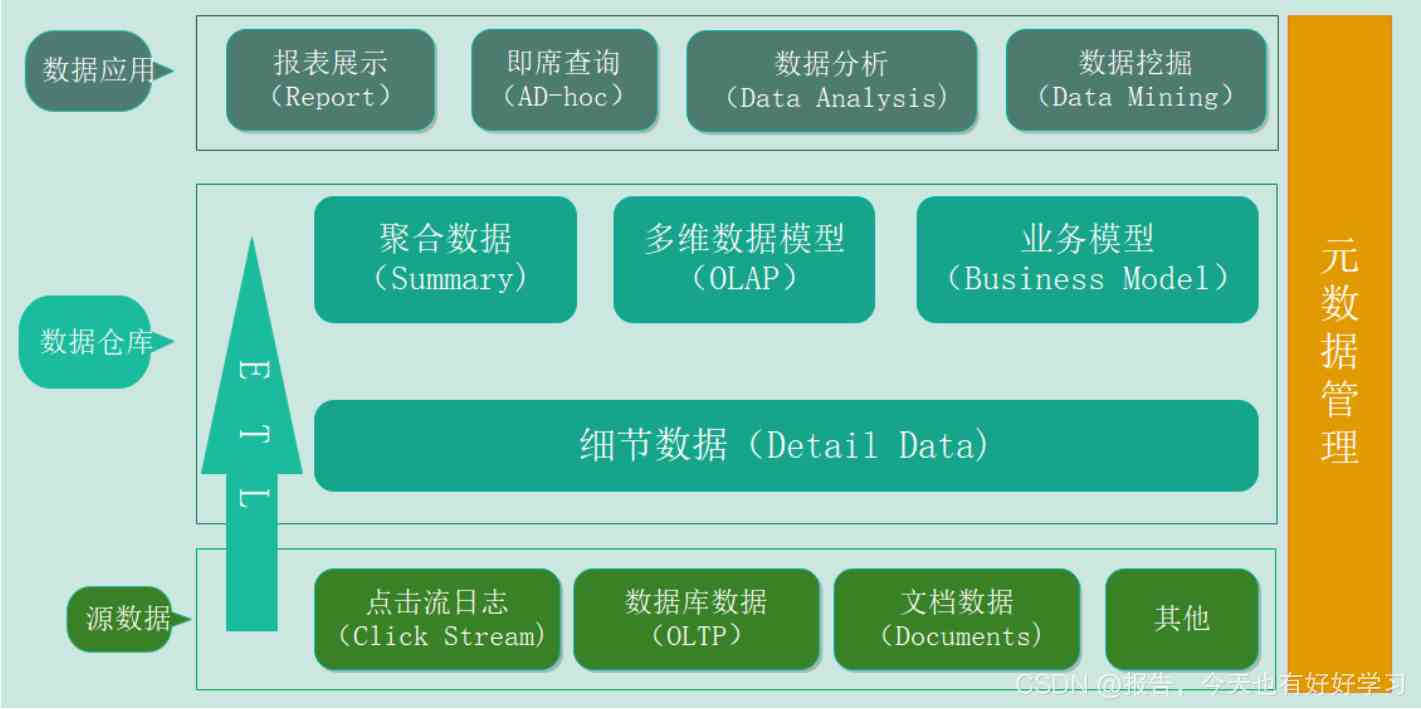 数据应用
报表展示
（Report）
即席查询
（AD-hoc）
数据分析
（Data Analysis）
数据挖掘
（Data Mining）
数据仓库
E T L
聚合数据
（Summary）
多维数据模型
（OLAP）
业务模型
（Business Model）
细节数据（Detail Data）
源数据
点击流日志
（Click Stream）
数据库数据
（OLTP）
文档数据
（Documents）
其他
元数据管理
CSDN @报告，今天也有好好学习